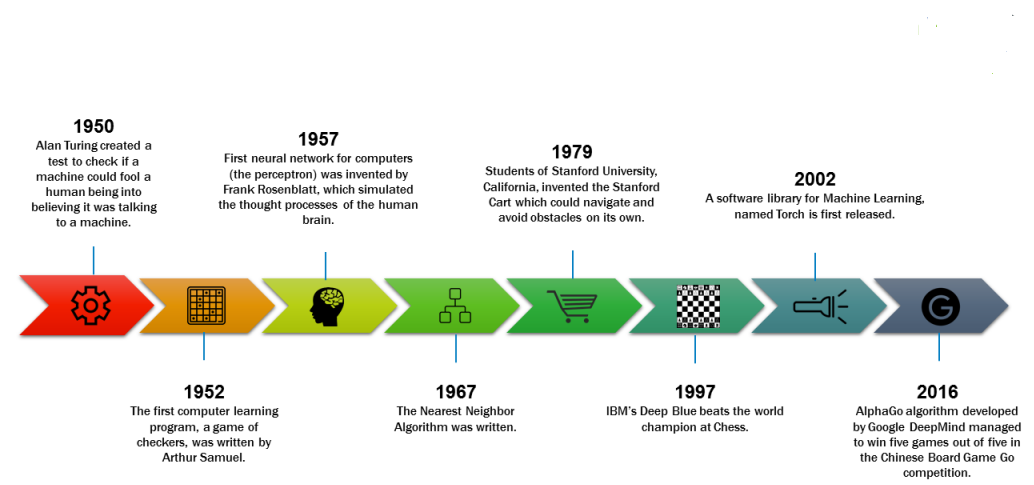 1950
Alan Turing created a
test to check if a
machine could fool a
human being into
believing it was talking
to a machine.
1957
First neural network for computers
(the perceptron) was invented by
Frank Rosenblatt, which simulated
the thought processes of the human
brain.
1979
Students of Stanford University,
California, invented the Stanford
Cart which could navigate and
avoid obstacles on its own.
2002
A software library for Machine Learning,
named Torch is first released.
G
1952
The first computer learning
program, a game of
checkers, was written by
Arthur Samuel.
1967
The Nearest Neighbor
Algorithm was written.
1997
IBM's Deep Blue beats the world
champion at Chess.
2016
AlphaGo algorithm developed
by Google DeepMind managed
to win five games out of five in
the Chinese Board Game Go
competition.